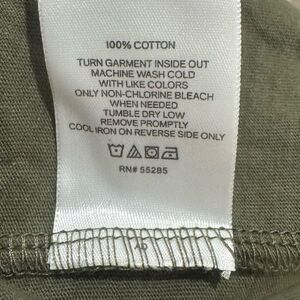 100% COTTON
TURN GARMENT INSIDE OUT
MACHINE WASH COLD
WITH LIKE COLORS
ONLY NON-CHLORINE BLEACH
WHEN NEEDED
TUMBLE DRY LOW
REMOVE PROMPTLY
COOL IRON ON REVERSE SIDE ONLY
RN# 55285